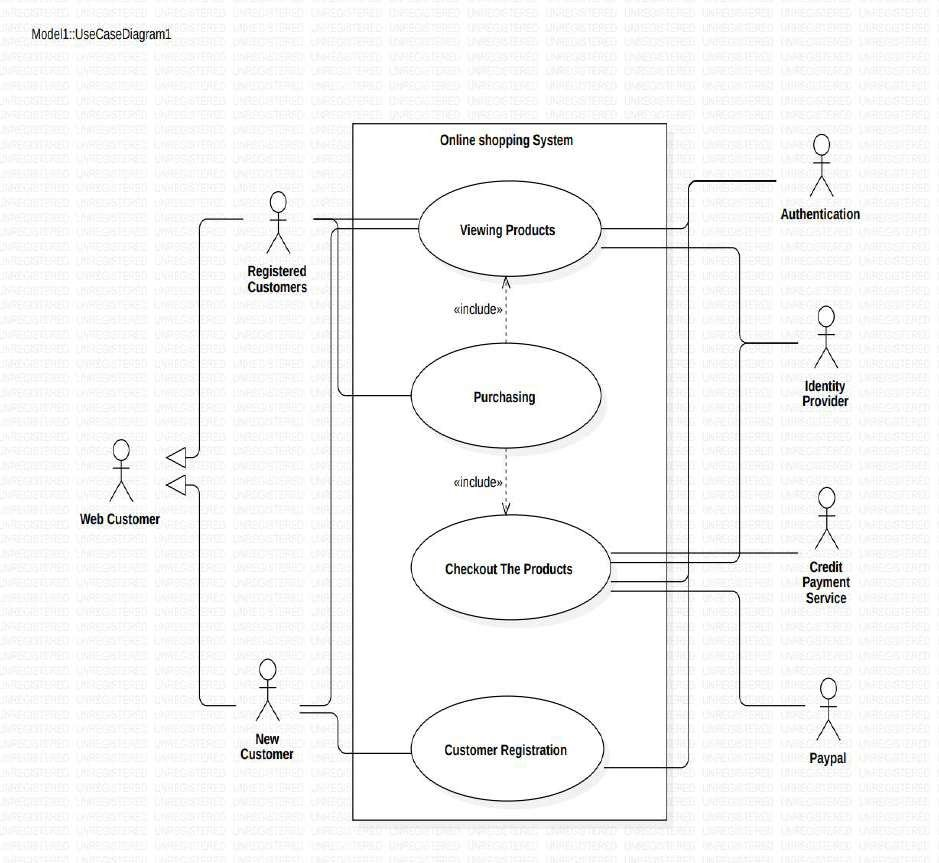 Model1::UseCaseDiagram1
Online shopping System
Authentication
Viewing Products
Registered
Customers
«include»
Identity
Provider
Purchasing
«include»
Web Customer
Checkout The Products
Credit
Payment
Service
New
Customer
Customer Registration
Paypal
UNREGISTERED